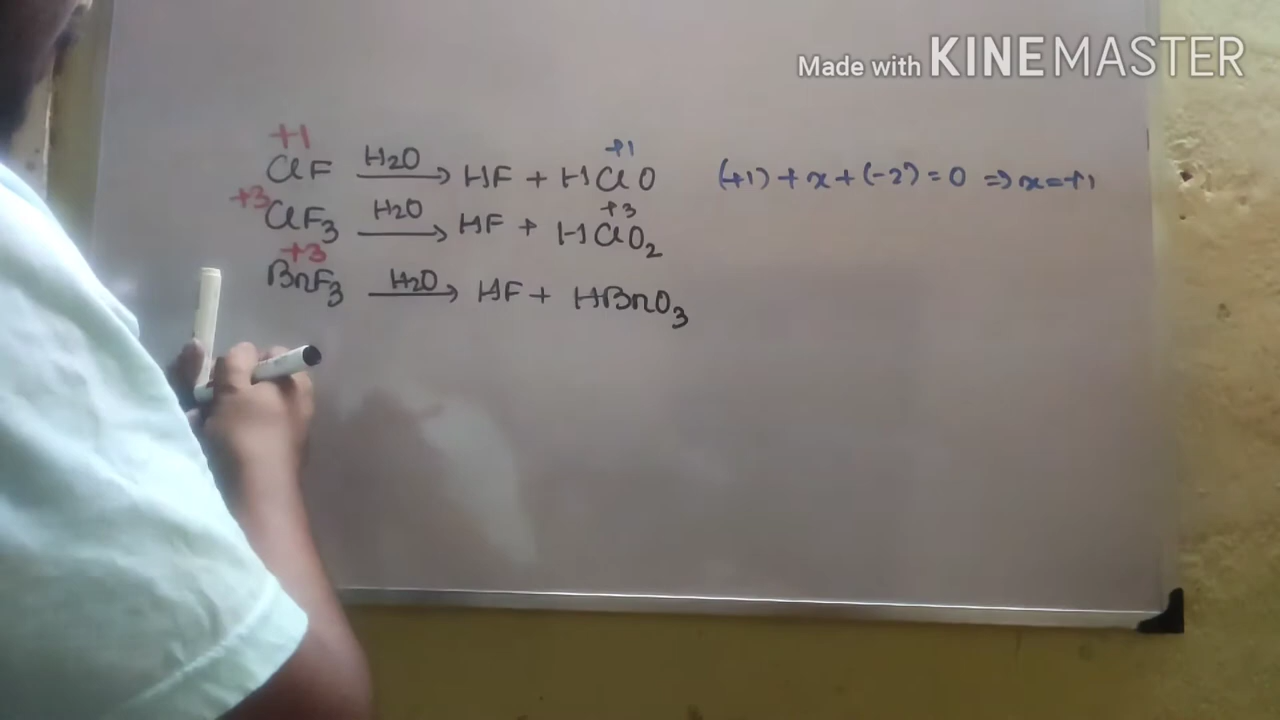 Made with KINEMASTER
+1 +1
ClF H2O → HF + HClO (+1) + x + (-2) = 0 ⇒ x = +1
+3 +3
ClF3 H2O → HF + HClO2
+3
BrF3 H2O → HF + HBrO3